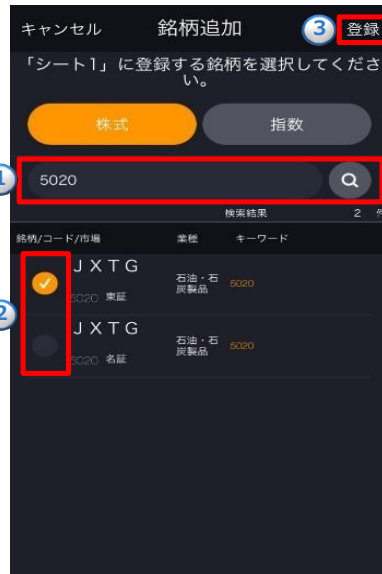 キャンセル 銘柄追加 3 登録
「シート1」に登録する銘柄を選択してくださ
い。
株式 指数
1 5020
検索結果 2 件
銘柄/コード/市場 業種 キーワード
JXTG
5020 東証 石油・石
炭製品 5020
2
JXTG
5020 名証 石油・石
炭製品 5020